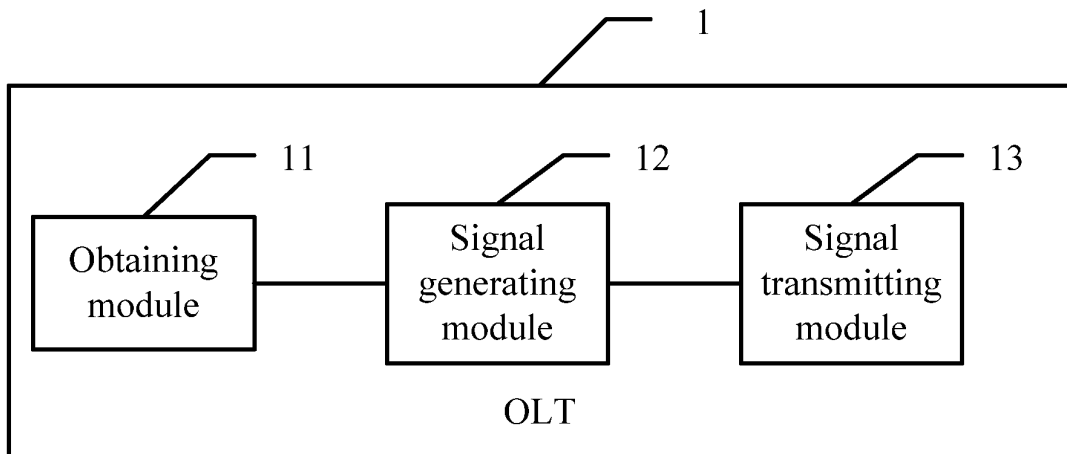 1
11
12
13
Obtaining
module
Signal
generating
module
Signal
transmitting
module
OLT